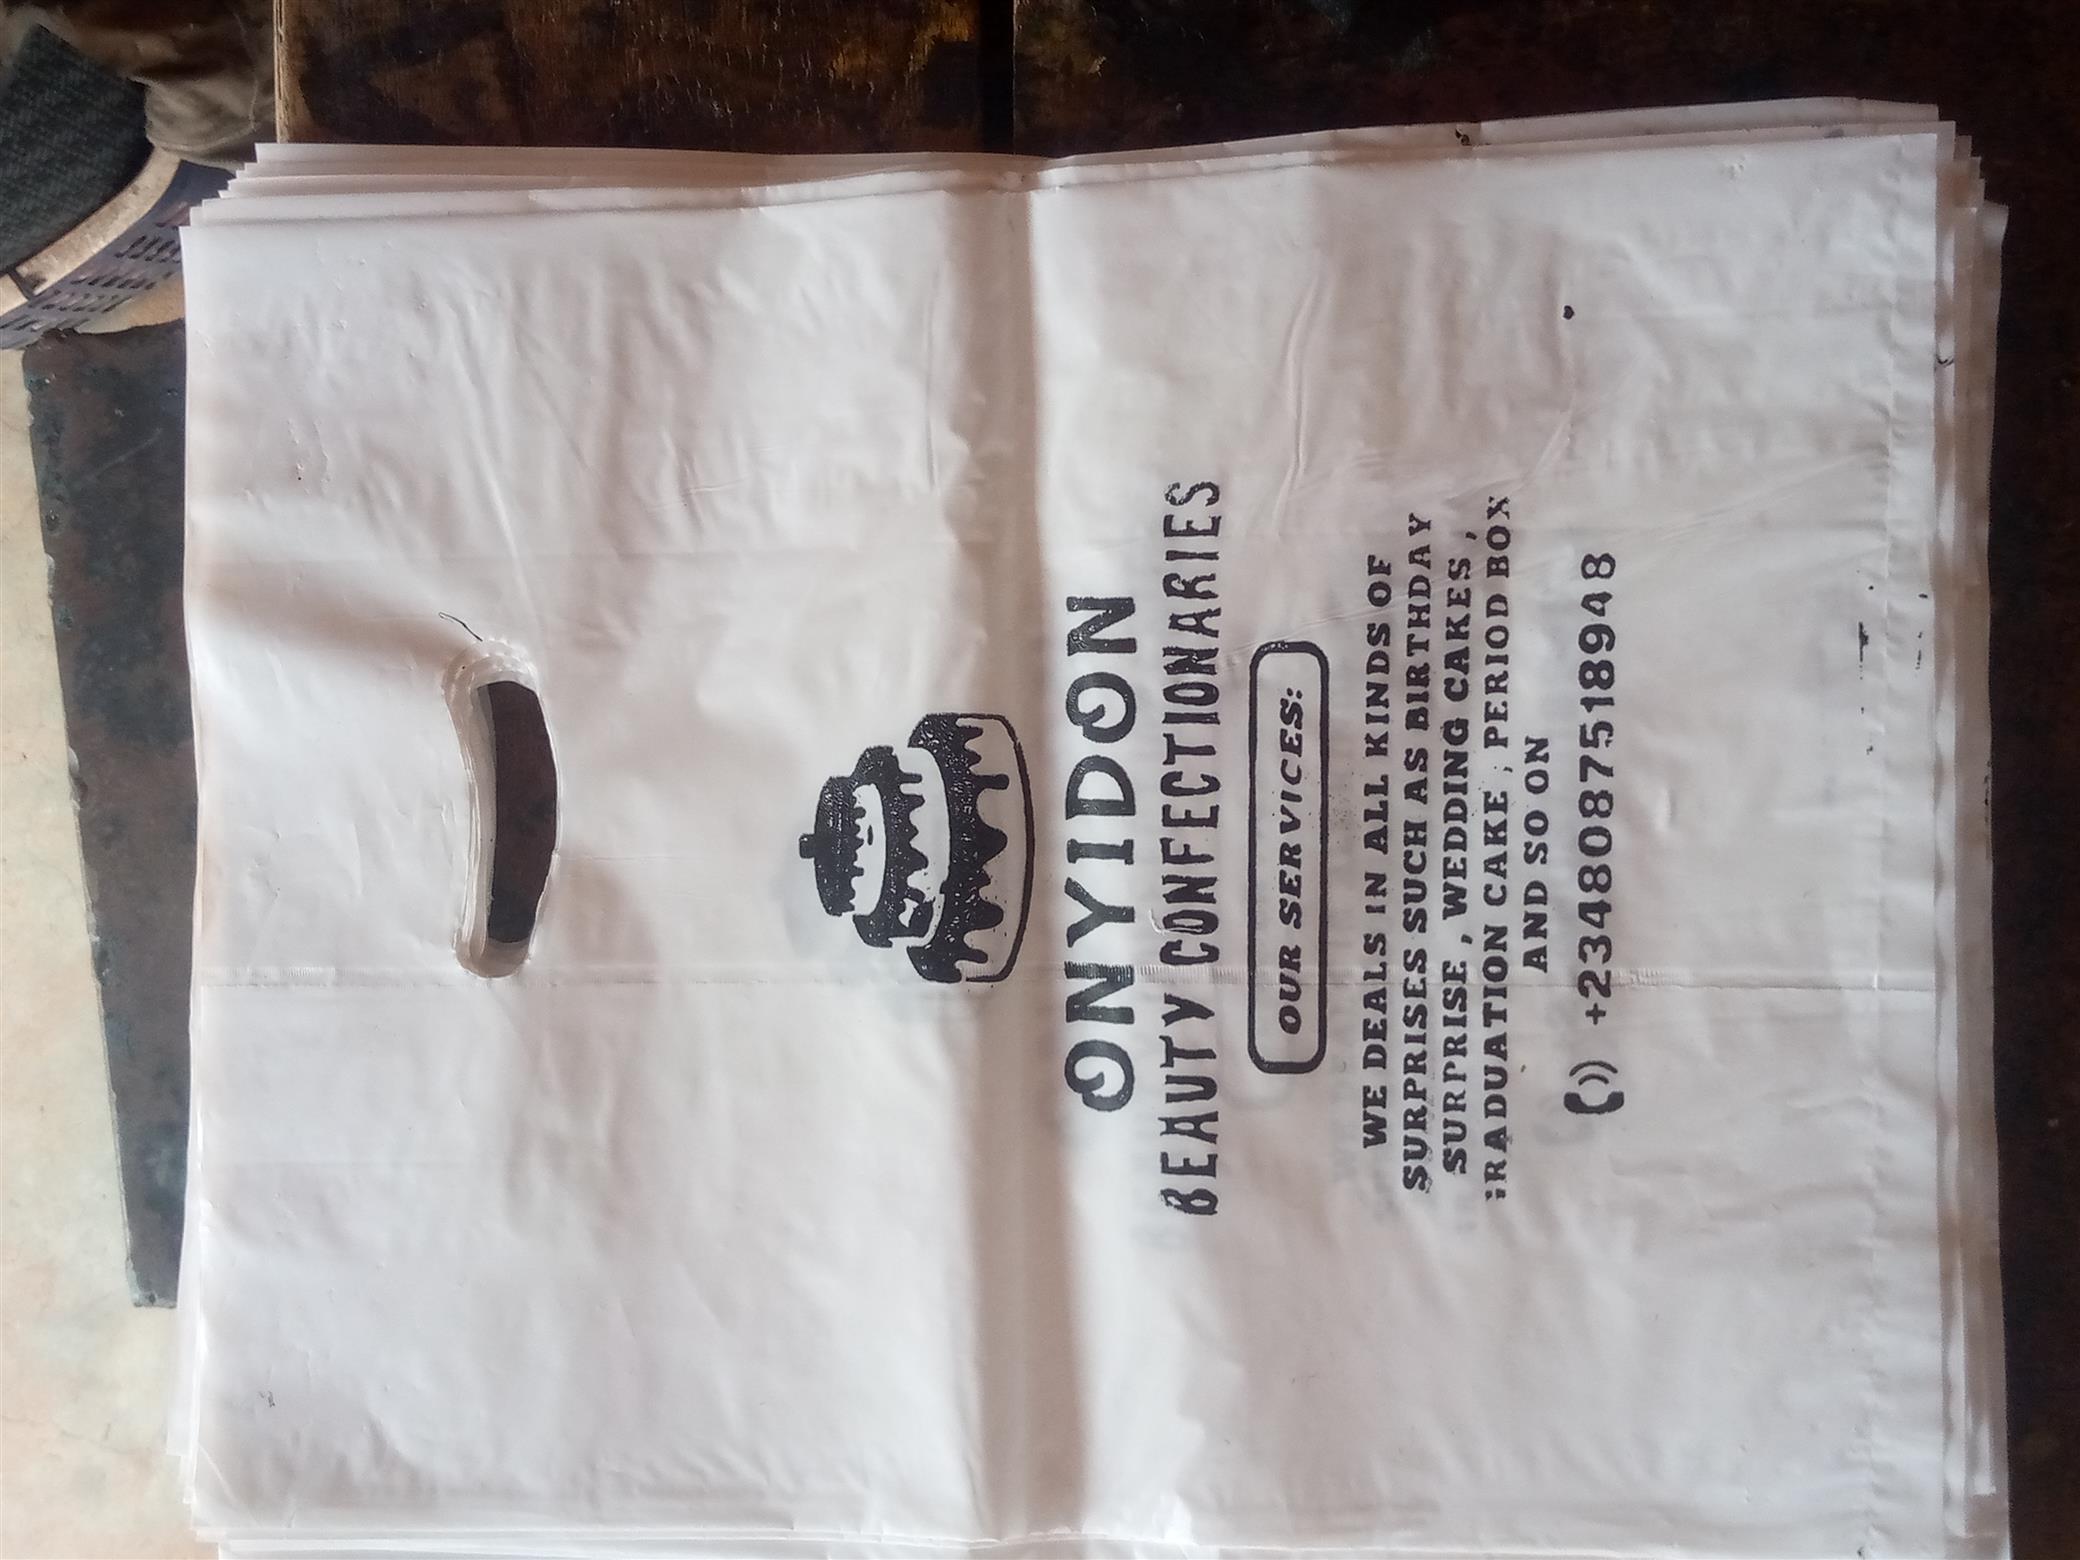 ONYIDON
BEAUTY CONFECTIONARIES
OUR SERVICES:
WE DEALS IN ALL KINDS OF
SURPRISES SUCH AS BIRTHDAY
SURPRISE, WEDDING CAKES,
GRADUATION CAKE, PERIOD BOX
AND SO ON
+2348087518948